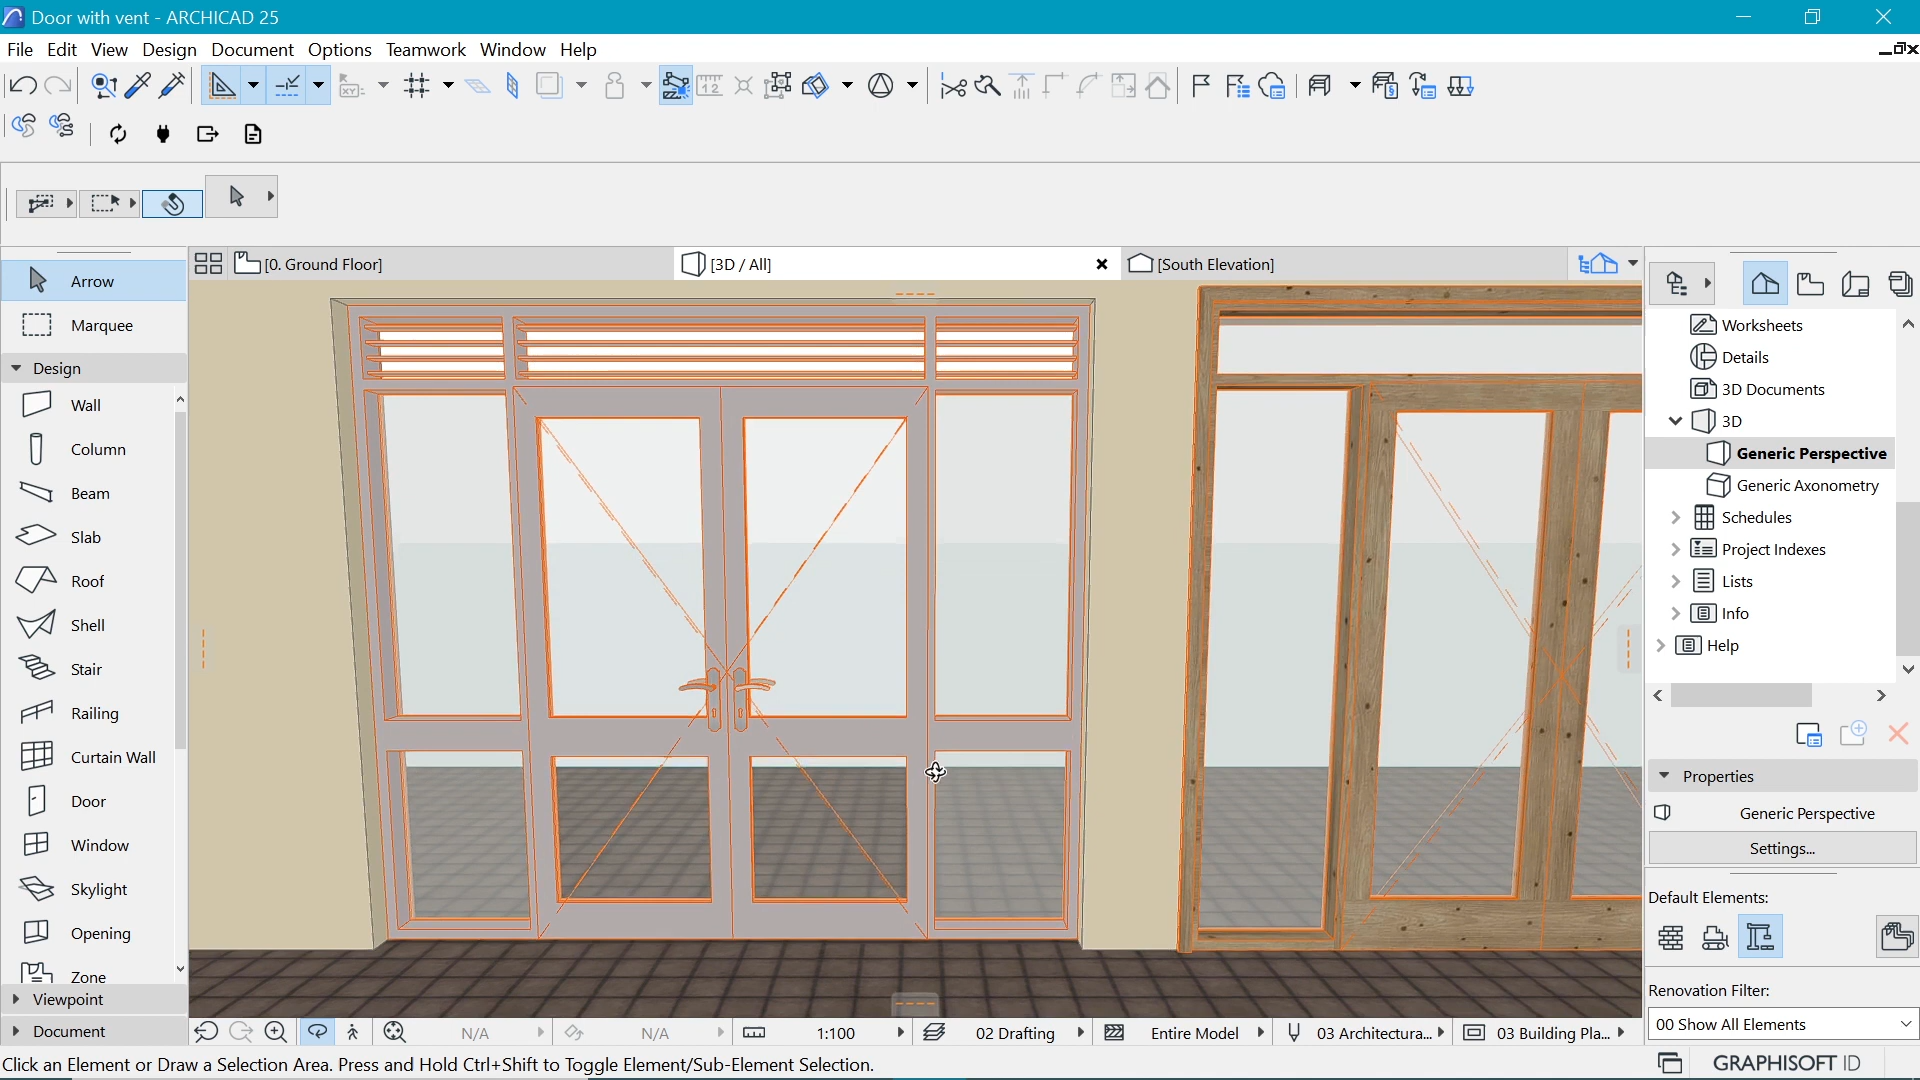 Door with vent - ARCHICAD 25
File Edit View Design Document Options Teamwork Window Help
[0. Ground Floor]
[3D / All]
[South Elevation]
Arrow
Marquee
Design
Wall
Column
Beam
Slab
Roof
Shell
Stair
Railing
Curtain Wall
Door
Window
Skylight
Opening
Zone
Viewpoint
Document
Worksheets
Details
3D Documents
3D
Generic Perspective
Generic Axonometry
Schedules
Project Indexes
Lists
Info
Help
Properties
Generic Perspective
Settings...
Default Elements:
Renovation Filter:
00 Show All Elements
N/A
N/A
1:100
02 Drafting
Entire Model
03 Architectura...
03 Building Pla...
Click an Element or Draw a Selection Area. Press and Hold Ctrl+Shift to Toggle Element/Sub-Element Selection.
GRAPHISOFT ID